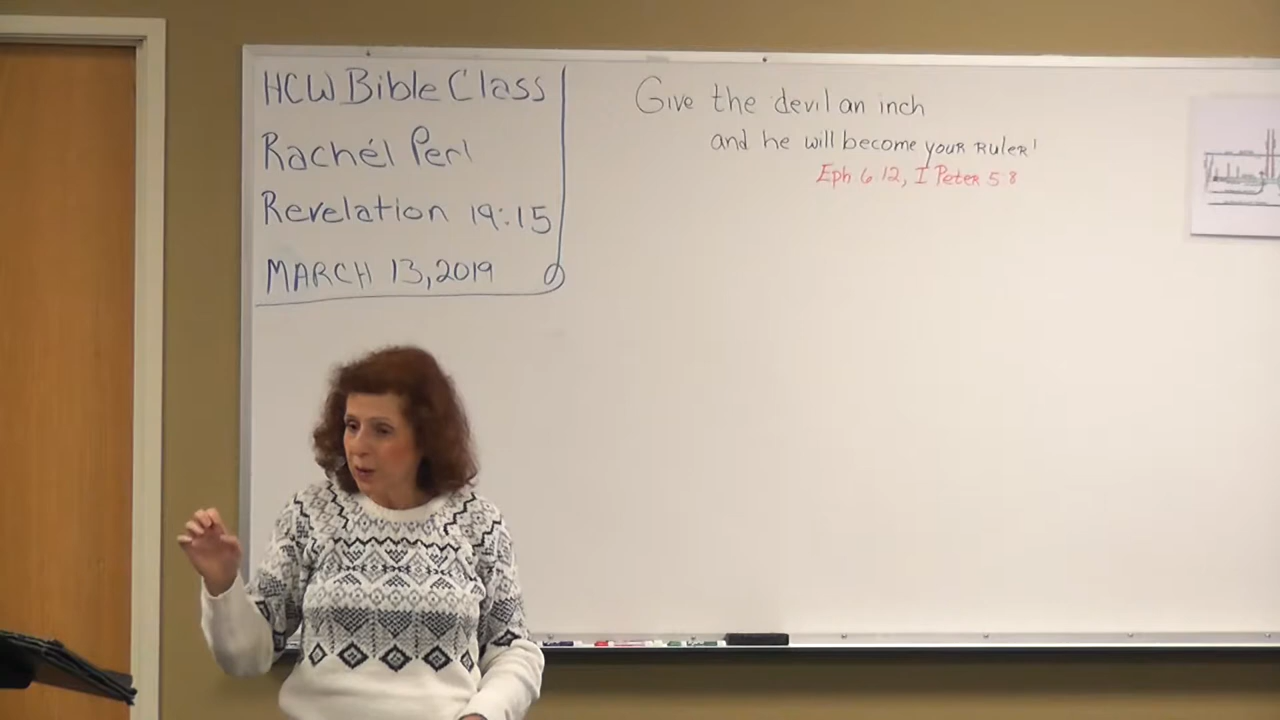 HCW Bible Class
Rachél Perl
Revelation 19:15
MARCH 13, 2019
Give the devil an inch
and he will become your RULER!
Eph 6 12, I Peter 5 8